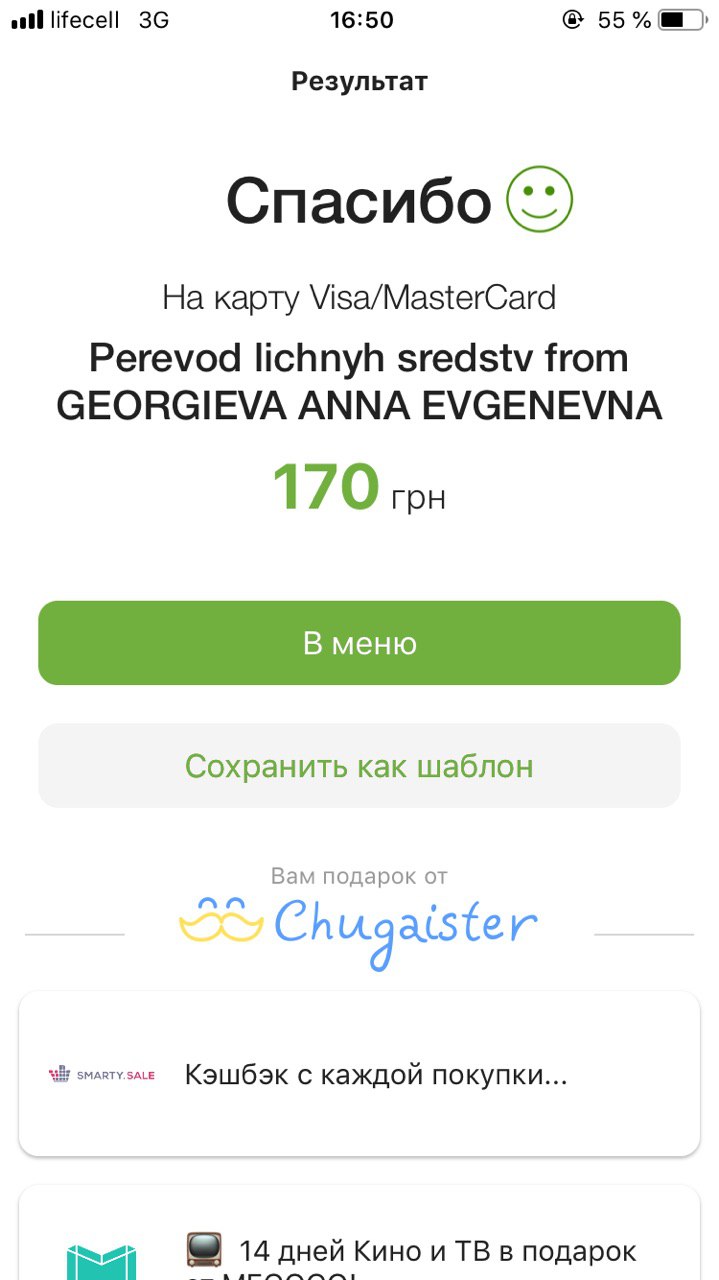 lifecell 3G 16:50 55 %
Результат
Спасибо
На карту Visa/MasterCard
Perevod lichnyh sredstv from
GEORGIEVA ANNA EVGENEVNA
170 грн
В меню
Сохранить как шаблон
Вам подарок от
Chugaister
SMARTY.SALE
Кэшбэк с каждой покупки...
14 дней Кино и ТВ в подарок